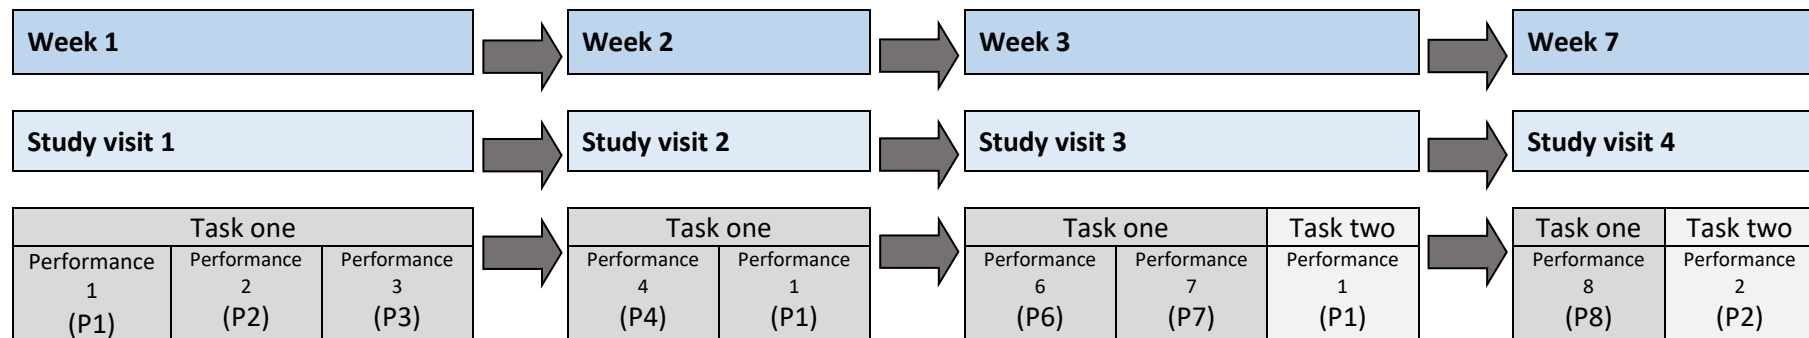 Week 1 Week 2 Week 3 Week 7
Study visit 1 Study visit 2 Study visit 3 Study visit 4
Task one Task one Task one Task two Task one Task two
Performance Performance Performance Performance Performance Performance Performance Performance Performance Performance
1 2 3 4 1 6 7 1 8 2
(P1) (P2) (P3) (P4) (P1) (P6) (P7) (P1) (P8) (P2)